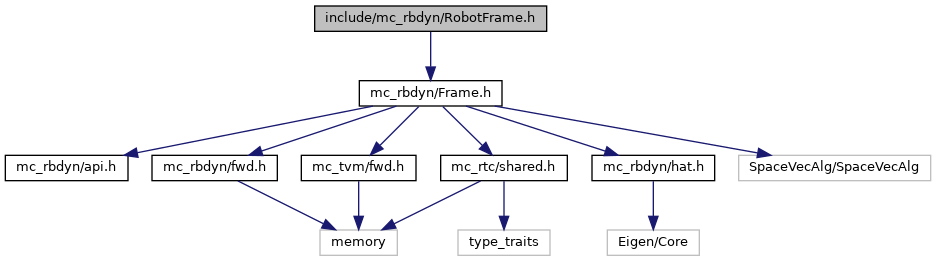 include/mc_rbdyn/RobotFrame.h
mc_rbdyn/Frame.h
mc_rbdyn/api.h
mc_rbdyn/fwd.h
mc_tvm/fwd.h
mc_rtc/shared.h
mc_rbdyn/hat.h
SpaceVecAlg/SpaceVecAlg
memory
type_traits
Eigen/Core